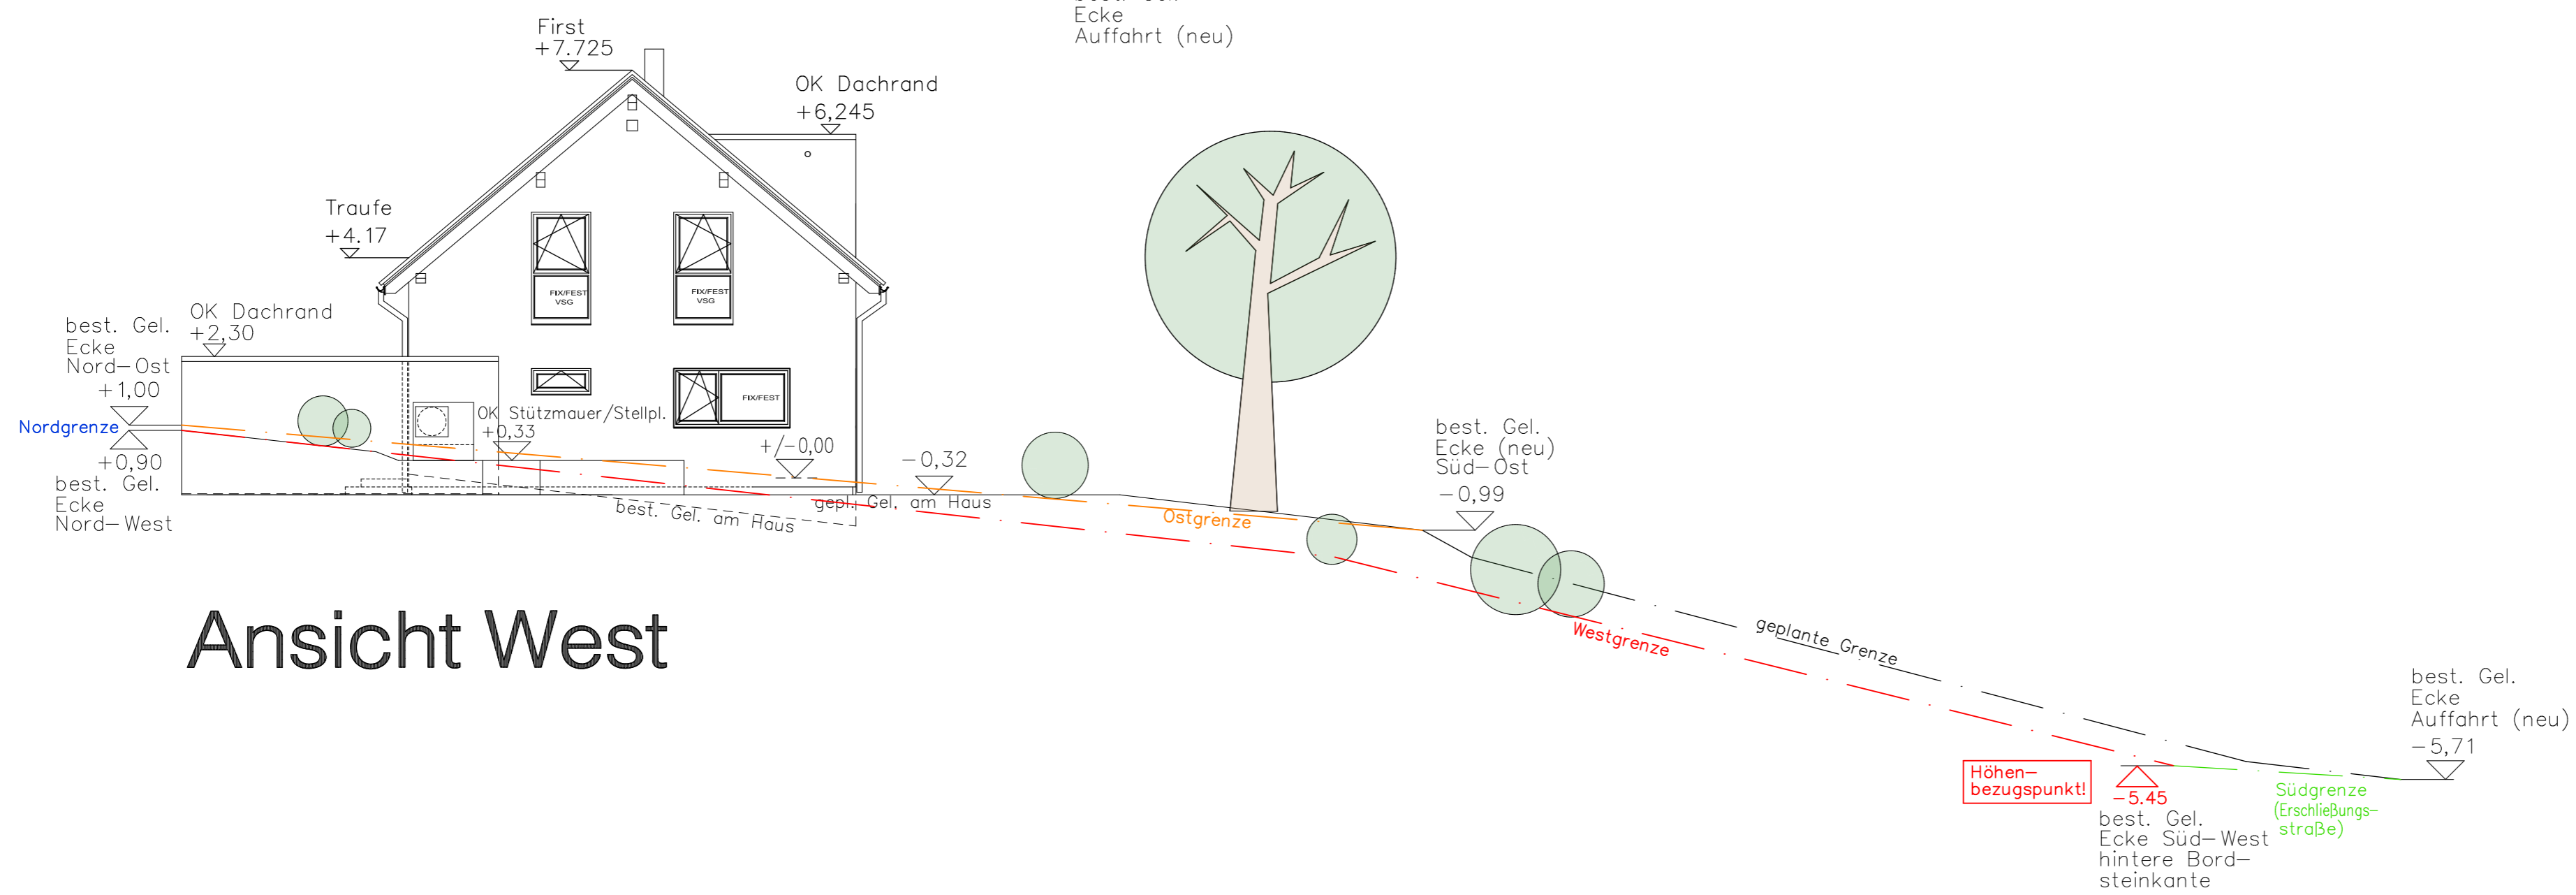 Ecke
Auffahrt (neu)
First
+7.725
OK Dachrand
+6,245
Traufe
+4.17
OK Dachrand
+2,30
best. Gel.
Ecke
Nord-Ost
+1,00
Nordgrenze
+0,90
best. Gel.
Ecke
Nord-West
FIX/FEST
VSG
FIX/FEST
VSG
FIX/FEST
OK Stützmauer/Stellpl.
+0,33
+/-0,00
-0,32
gepl. Gel. am Haus
best. Gel. am Haus
Ostgrenze
best. Gel.
Ecke (neu)
Süd-Ost
-0,99
Westgrenze
geplante Grenze
Ansicht West
best. Gel.
Ecke
Auffahrt (neu)
-5,71
Höhen-
bezugspunkt!
-5.45
best. Gel.
Ecke Süd-West
hintere Bord-
steinkante
Südgrenze
(Erschließungs-
straße)